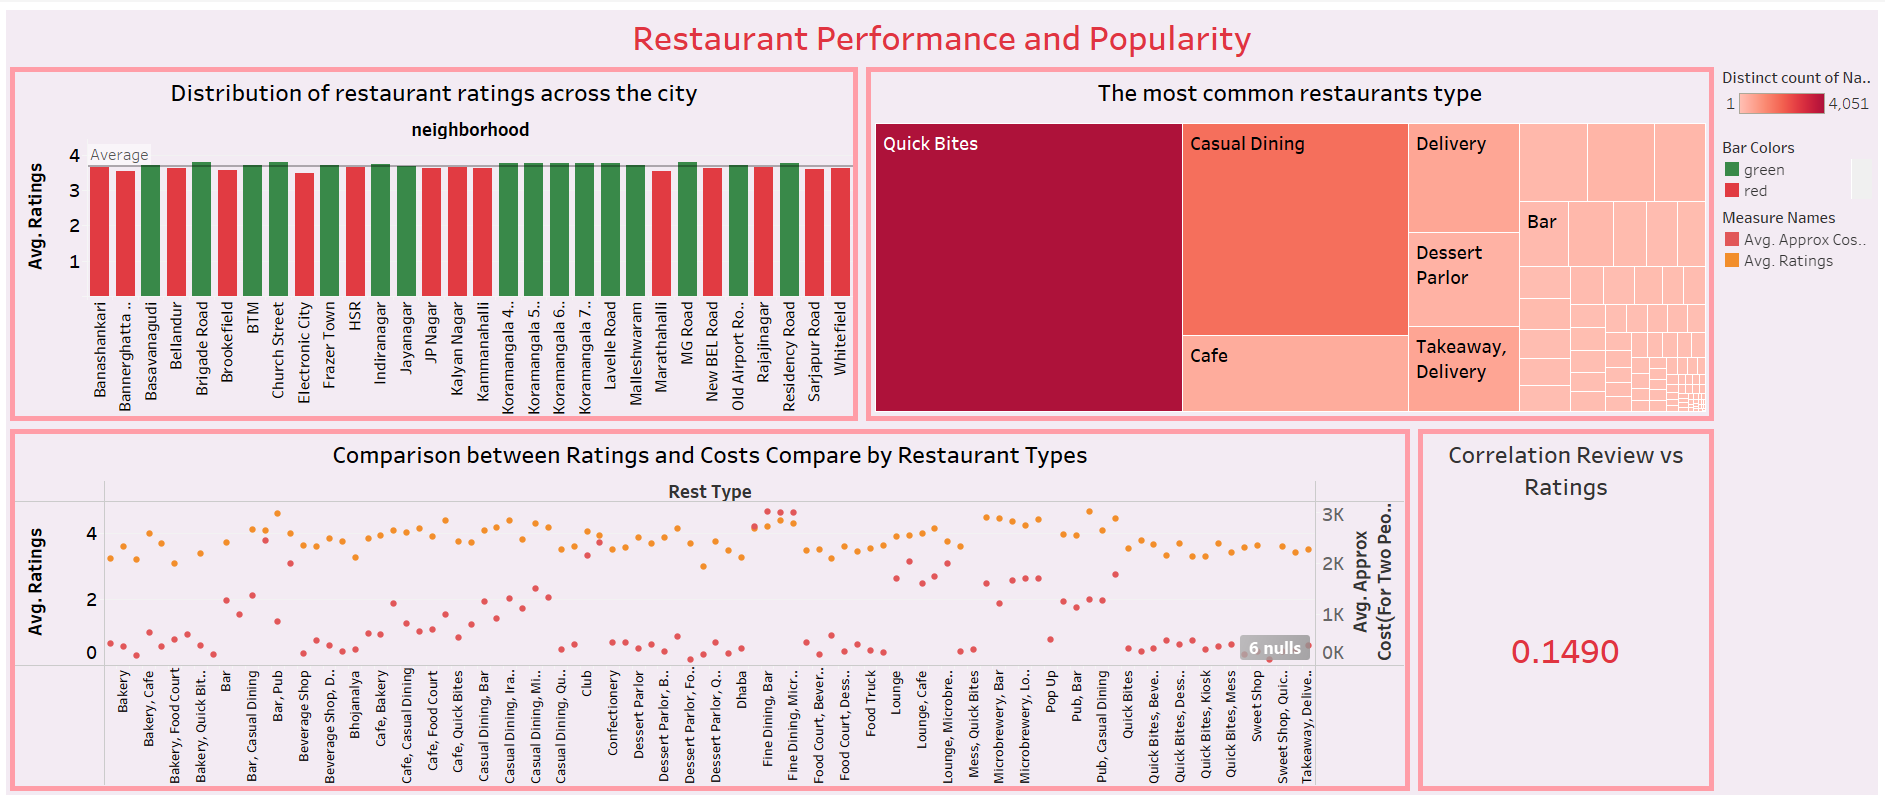 Restaurant Performance and Popularity
Distribution of restaurant ratings across the city
neighborhood
Avg. Ratings
4
3
2
1
Average
Banashankari
Bannerghatta ..
Basavanagudi
Bellandur
Brigade Road
Brookefield
BTM
Church Street
Electronic City
Frazer Town
HSR
Indiranagar
Jayanagar
JP Nagar
Kalyan Nagar
Kammanahalli
Koramangala 4..
Koramangala 5..
Koramangala 6..
Koramangala 7..
Lavelle Road
Malleshwaram
Marathahalli
MG Road
New BEL Road
Old Airport Ro..
Rajajinagar
Residency Road
Sarjapur Road
Whitefield
The most common restaurants type
Quick Bites
Casual Dining
Cafe
Delivery
Dessert
Parlor
Takeaway,
Delivery
Bar
Distinct count of Na..
1
4,051
Bar Colors
green
red
Measure Names
Avg. Approx Cos..
Avg. Ratings
Comparison between Ratings and Costs Compare by Restaurant Types
Rest Type
Avg. Ratings
4
2
0
3K
2K
1K
0K
Avg. Approx
Cost(For Two Peo..
6 nulls
Bakery
Bakery, Cafe
Bakery, Food Court
Bakery, Quick Bit..
Bar
Bar, Casual Dining
Bar, Pub
Beverage Shop
Beverage Shop, D..
Bhojanalya
Cafe, Bakery
Cafe, Casual Dining
Cafe, Food Court
Cafe, Quick Bites
Casual Dining, Bar
Casual Dining, Ira..
Casual Dining, Mi..
Casual Dining, Qu..
Club
Confectionery
Dessert Parlor
Dessert Parlor, B..
Dessert Parlor, Fo..
Dessert Parlor, Q..
Dhaba
Fine Dining, Bar
Fine Dining, Micr..
Food Court, Bever..
Food Court, Dess..
Food Truck
Lounge
Lounge, Cafe
Lounge, Microbre..
Mess, Quick Bites
Microbrewery, Bar
Microbrewery, Lo..
Pop Up
Pub, Bar
Pub, Casual Dining
Quick Bites
Quick Bites, Beve..
Quick Bites, Dess..
Quick Bites, Kiosk
Quick Bites, Mess
Sweet Shop
Sweet Shop, Quic..
Takeaway, Delive..
Correlation Review vs
Ratings
0.1490